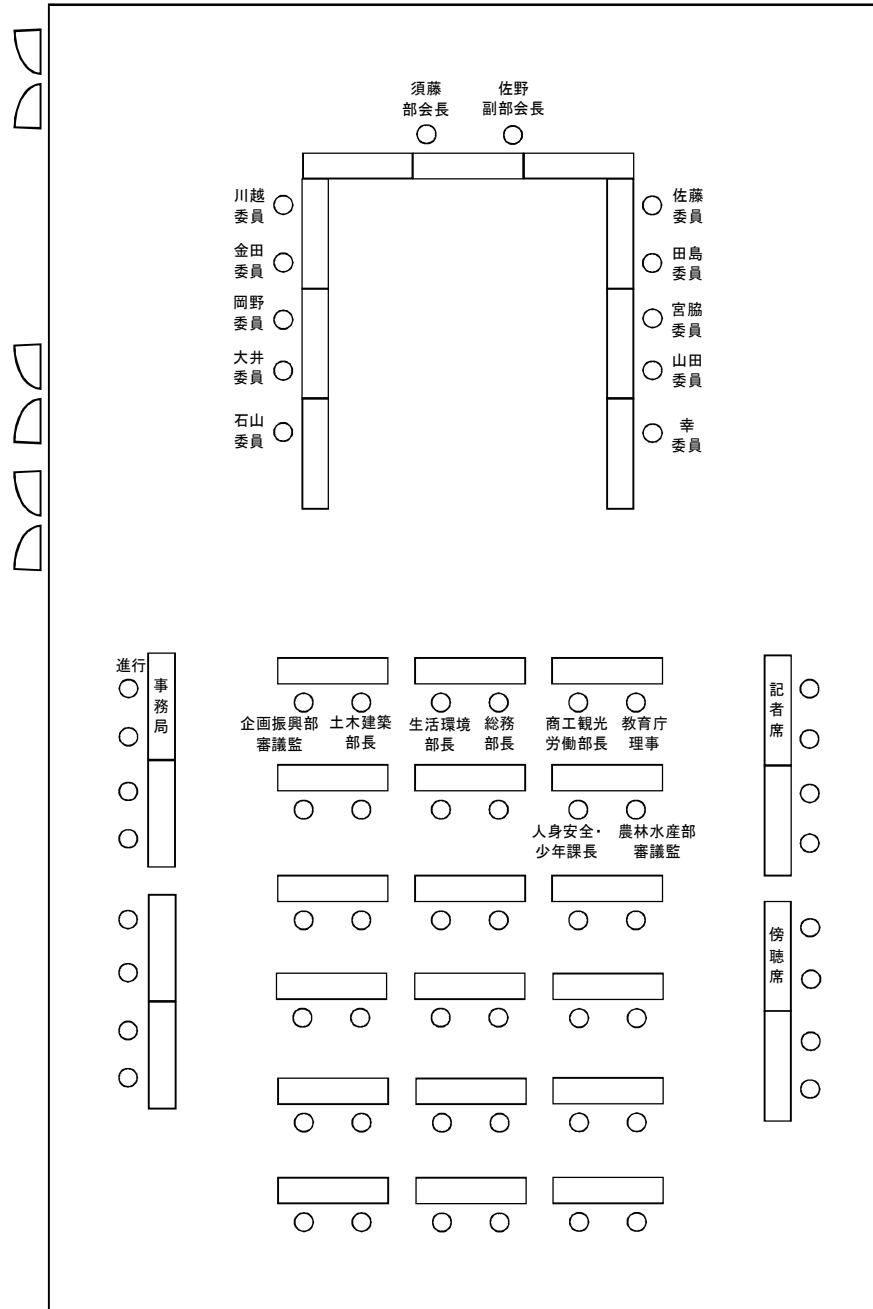 須藤
部会長
佐野
副部会長
川越
委員
佐藤
委員
金田
委員
田島
委員
岡野
委員
宮脇
委員
大井
委員
山田
委員
石山
委員
幸
委員
進行
事務局
記者席
企画振興部
審議監
土木建築
部長
生活環境
部長
総務
部長
商工観光
労働部長
教育庁
理事
人身安全・
少年課長
農林水産部
審議監
傍聴席